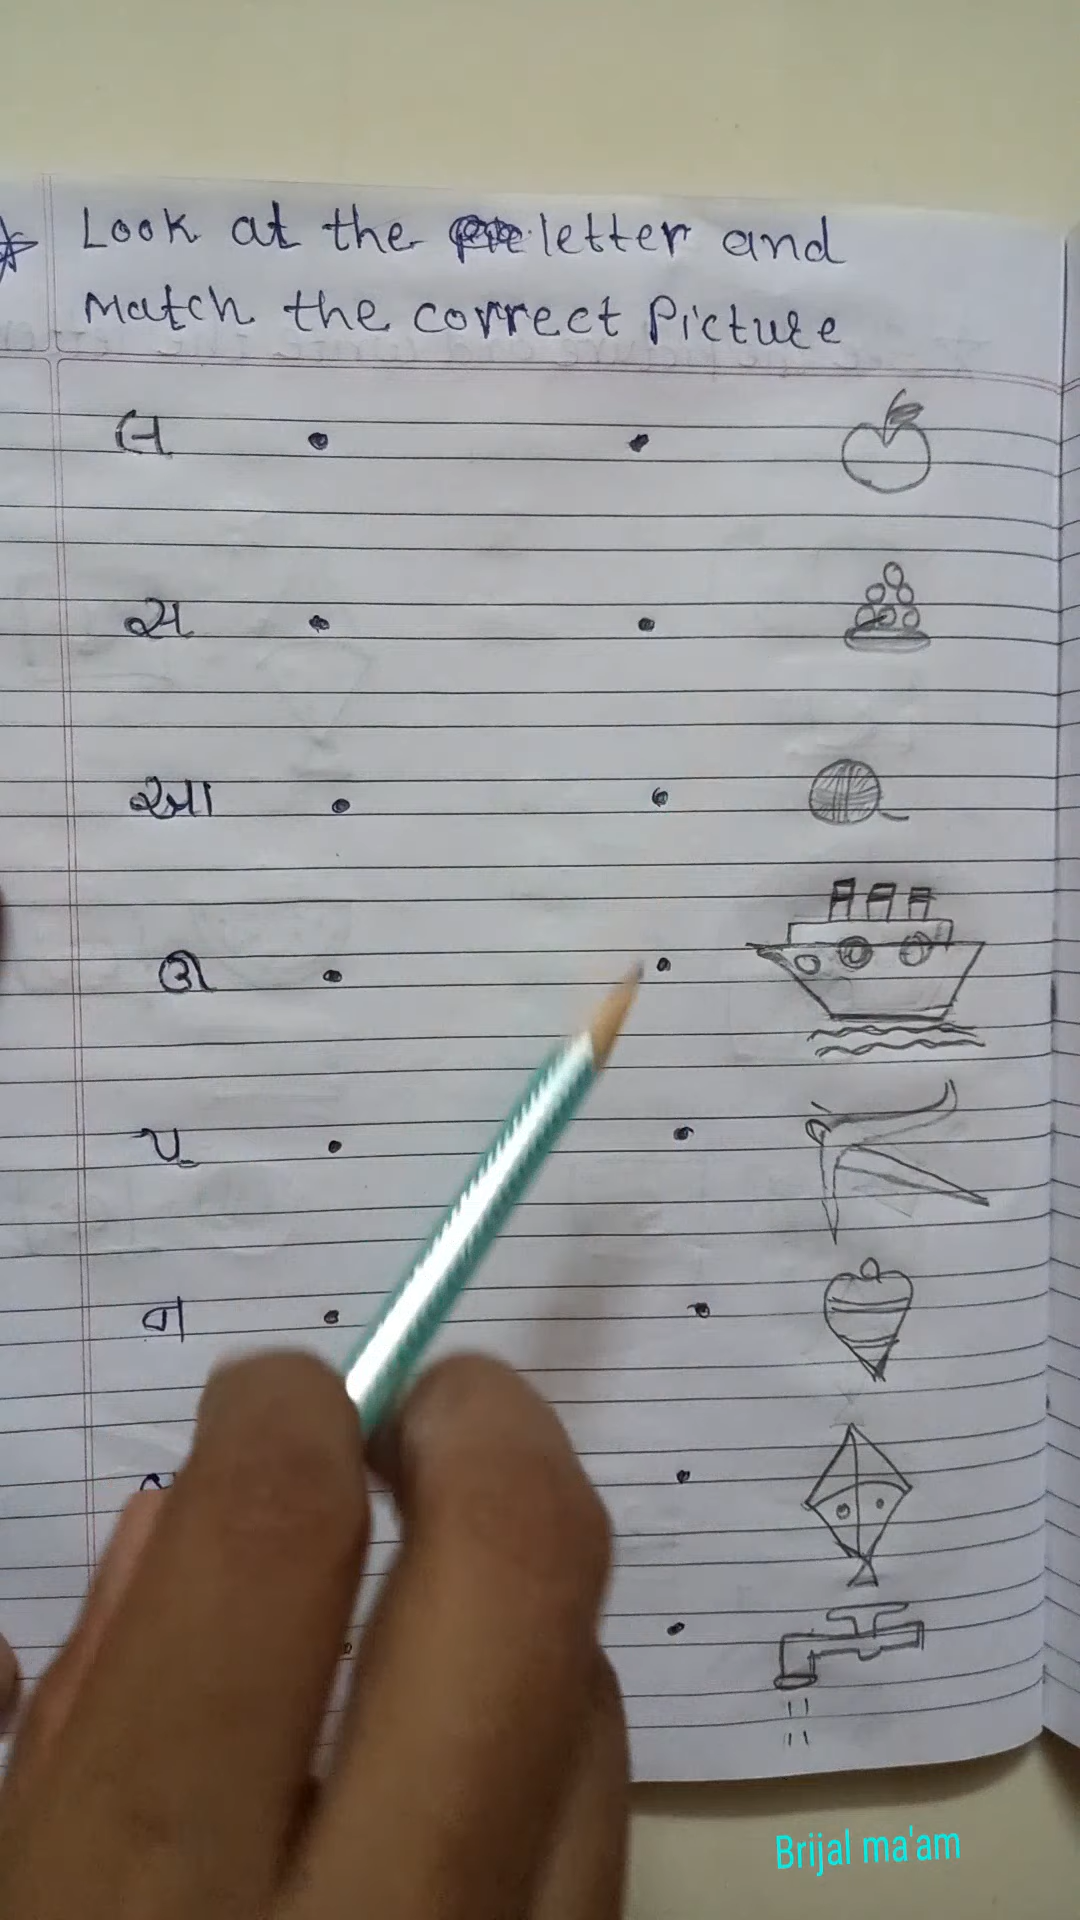 Look at the letter and
Match the correct Picture
લ
સ
આ
ઊ
પ
Brijal ma'am